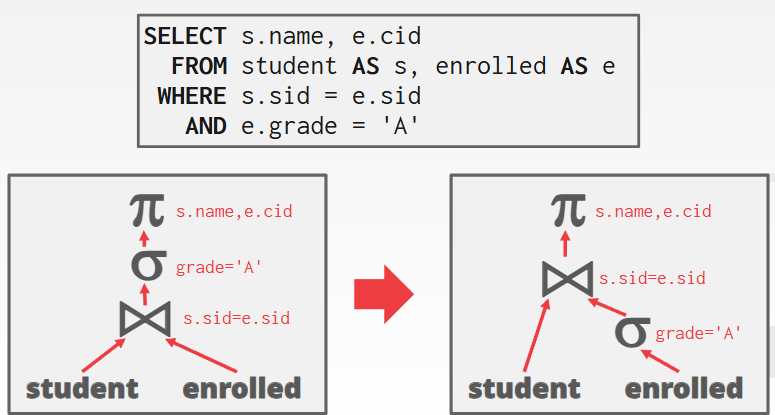 SELECT s.name, e.cid
FROM student AS s, enrolled AS e
WHERE s.sid = e.sid
AND e.grade = 'A'
π s.name,e.cid
σ grade='A'
⋈ s.sid=e.sid
student enrolled
π s.name,e.cid
⋈ s.sid=e.sid
σ grade='A'
student enrolled